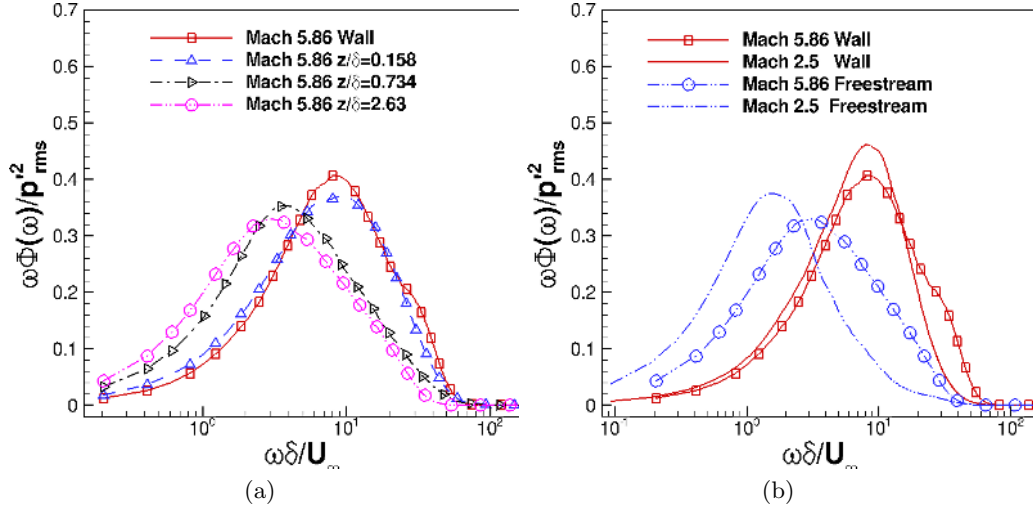 0.7
0.6
0.5
0.4
0.3
0.2
0.1
0
ωΦ(ω)/p'²rms
Mach 5.86 Wall
Mach 5.86 z/δ=0.158
Mach 5.86 z/δ=0.734
Mach 5.86 z/δ=2.63
10⁰ 10¹ 10²
ωδ/U∞
(a)
0.7
0.6
0.5
0.4
0.3
0.2
0.1
0
ωΦ(ω)/p'²rms
Mach 5.86 Wall
Mach 2.5 Wall
Mach 5.86 Freestream
Mach 2.5 Freestream
10⁻¹ 10⁰ 10¹ 10²
ωδ/U∞
(b)